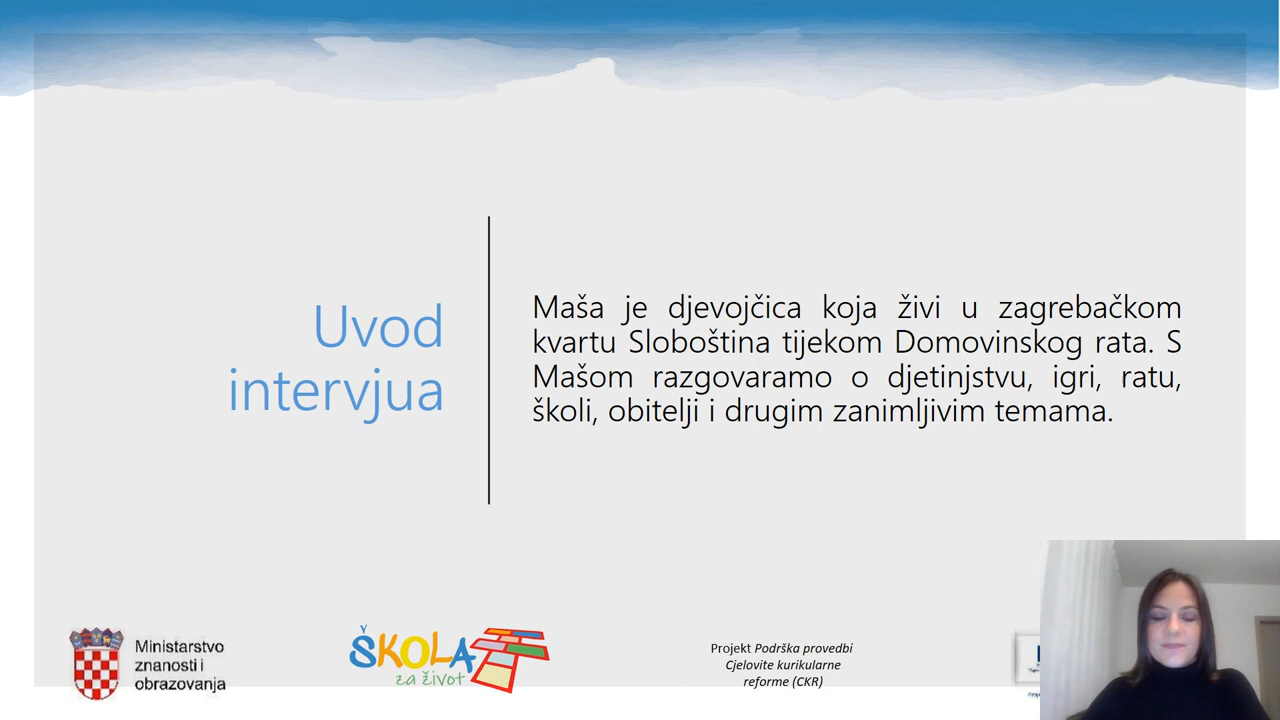 Uvod
intervjua
Maša je djevojčica koja živi u zagrebačkom
kvartu Sloboština tijekom Domovinskog rata. S
Mašom razgovaramo o djetinjstvu, igri, ratu,
školi, obitelji i drugim zanimljivim temama.
Ministarstvo
znanosti i
obrazovanja
ŠKOLA
za život
Projekt Podrška provedbi
Cjelovite kurikularne
reforme (CKR)